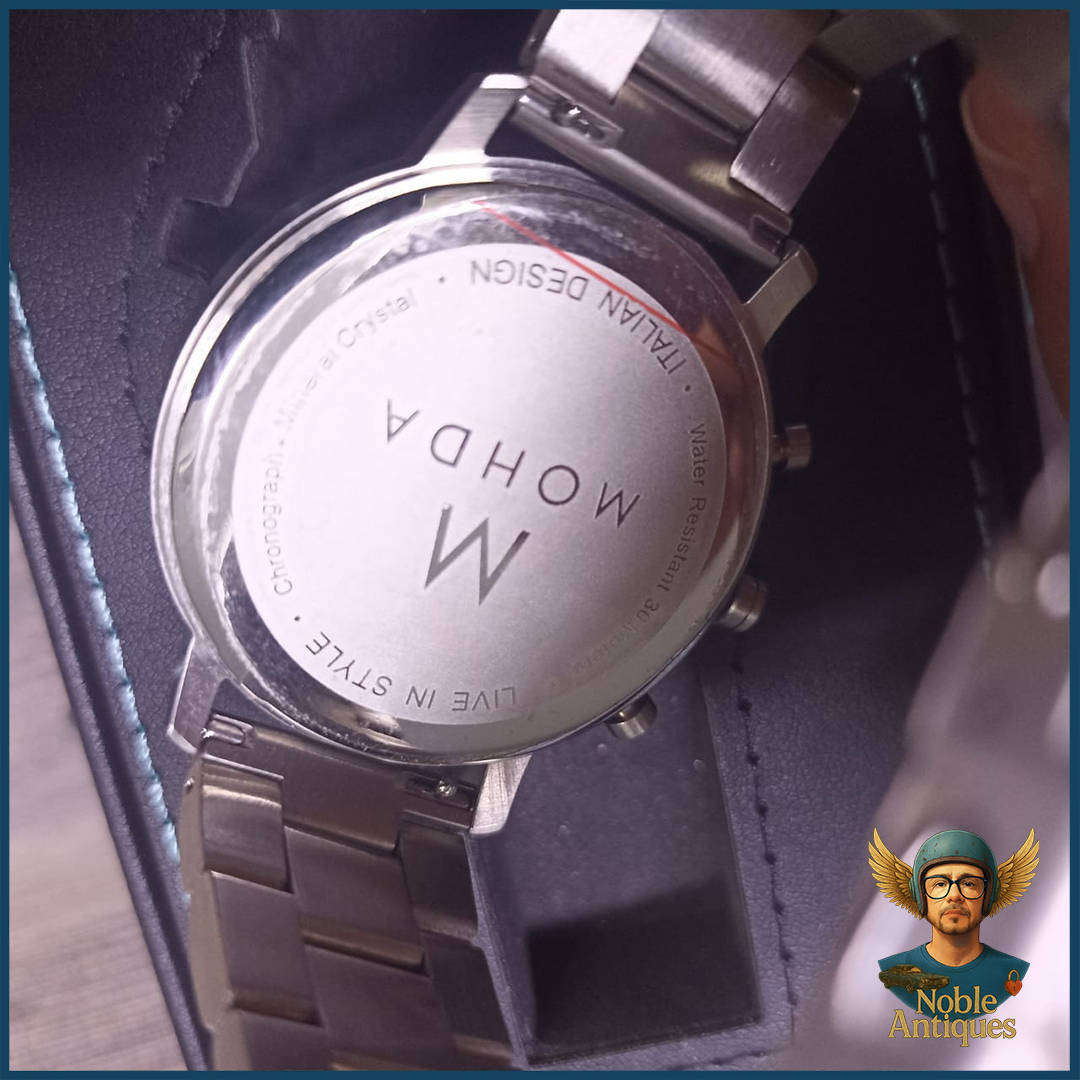 M
MOHDA
ITALIAN DESIGN
Water Resistant 30
LIVE IN STYLE
Chronograph • Mineral Crystal
Noble
Antiques